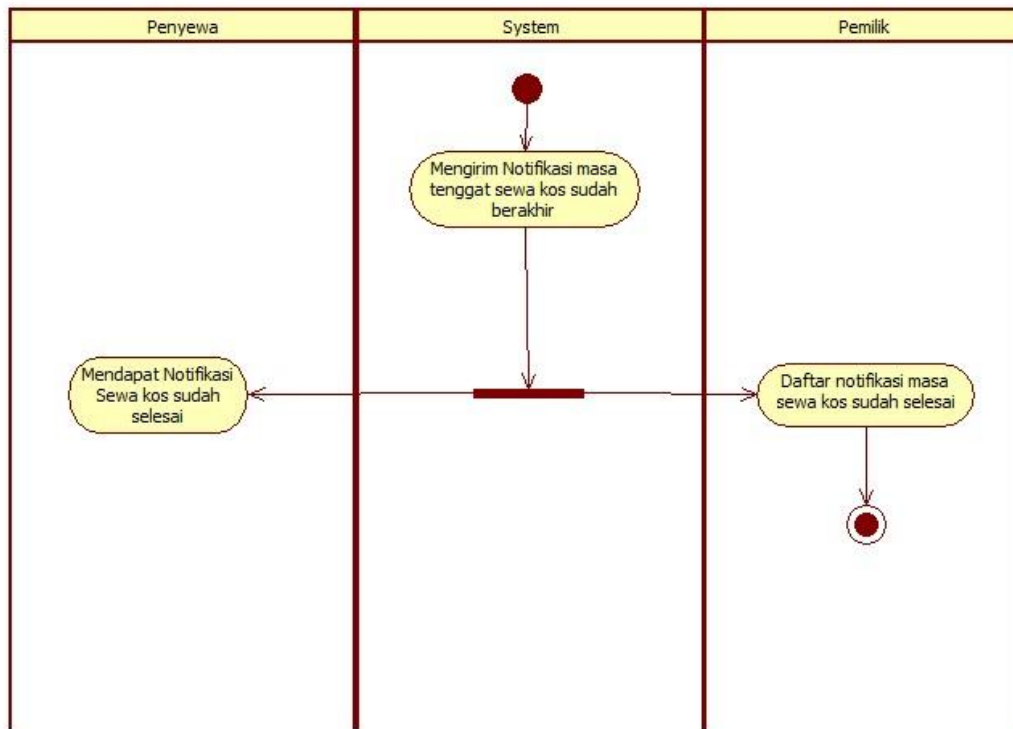 Penyewa
System
Pemilik
Mengirim Notifikasi masa
tenggat sewa kos sudah
berakhir
Mendapat Notifikasi
Sewa kos sudah
selesai
Daftar notifikasi masa
sewa kos sudah selesai